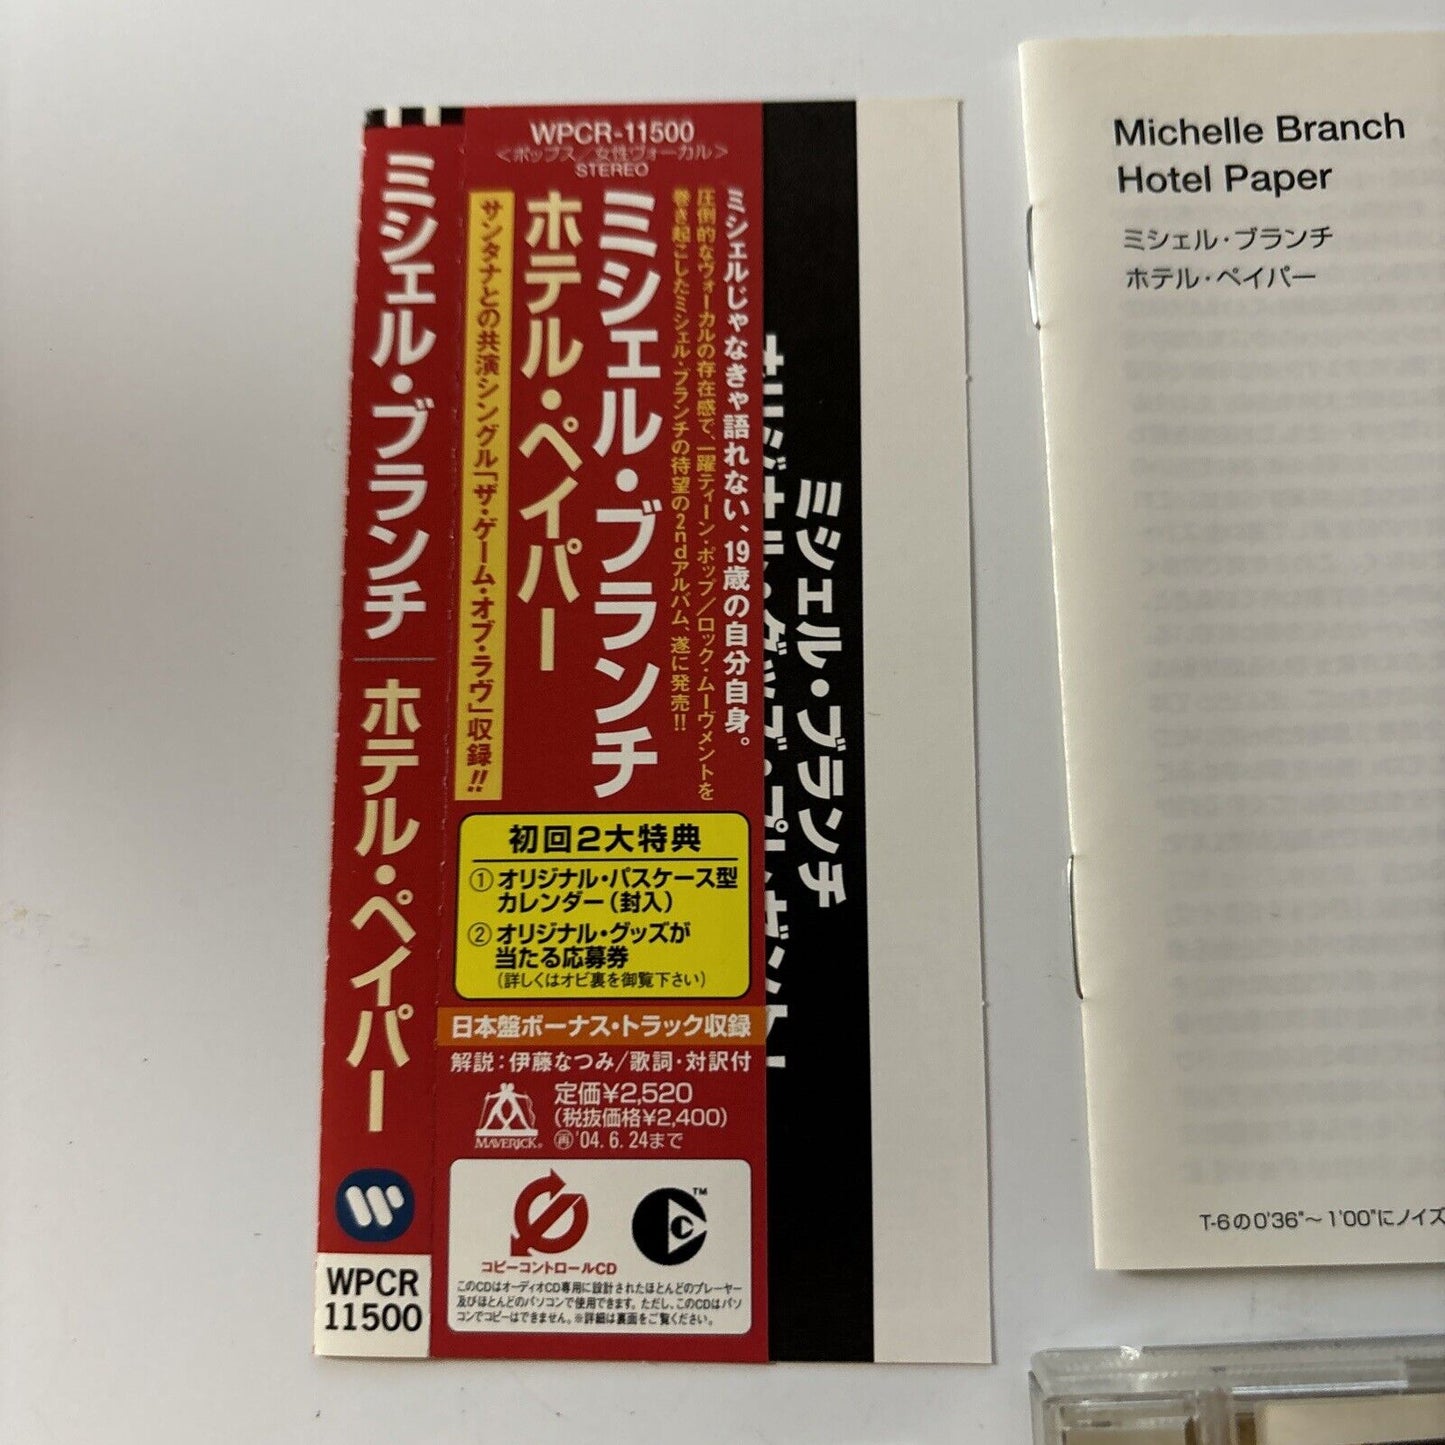 ミシェル・ブランチ
ホテル・ペイパー
WPCR
11500
WPCR-11500
<ポップス/女性ヴォーカル>
STEREO
ミシェルじゃなきゃ語れない、19歳の自分自身。
圧倒的なヴォーカルの存在感で、一躍ティーン・ポップ/ロック・ムーヴメントを
巻き起こしたミシェル・ブランチの待望の2ndアルバム、遂に発売!!
ミシェル・ブランチ
ホテル・ペイパー
サンタナとの共演シングル「ザ・ゲーム・オブ・ラヴ」収録!!
初回2大特典
①オリジナル・パスケース型
カレンダー(封入)
②オリジナル・グッズが
当たる応募券
(詳しくはオビ裏を御覧下さい)
日本盤ボーナス・トラック収録
解説:伊藤なつみ/歌詞・対訳付
MAVERICK
定価¥2,520
(税抜価格¥2,400)
㊢'04.6.24まで
コピーコントロールCD
TM
このCDはオーディオCD専用に設計されたほとんどのプレーヤー
及びほとんどのパソコンで使用できます。ただし、このCDはパソ
コンでコピーはできません。※詳細は裏面をご覧ください。
ミシェル・ブランチ
Michelle Branch
Hotel Paper
ミシェル・ブランチ
ホテル・ペイパー
T-6の0'36"~1'00"にノイズ